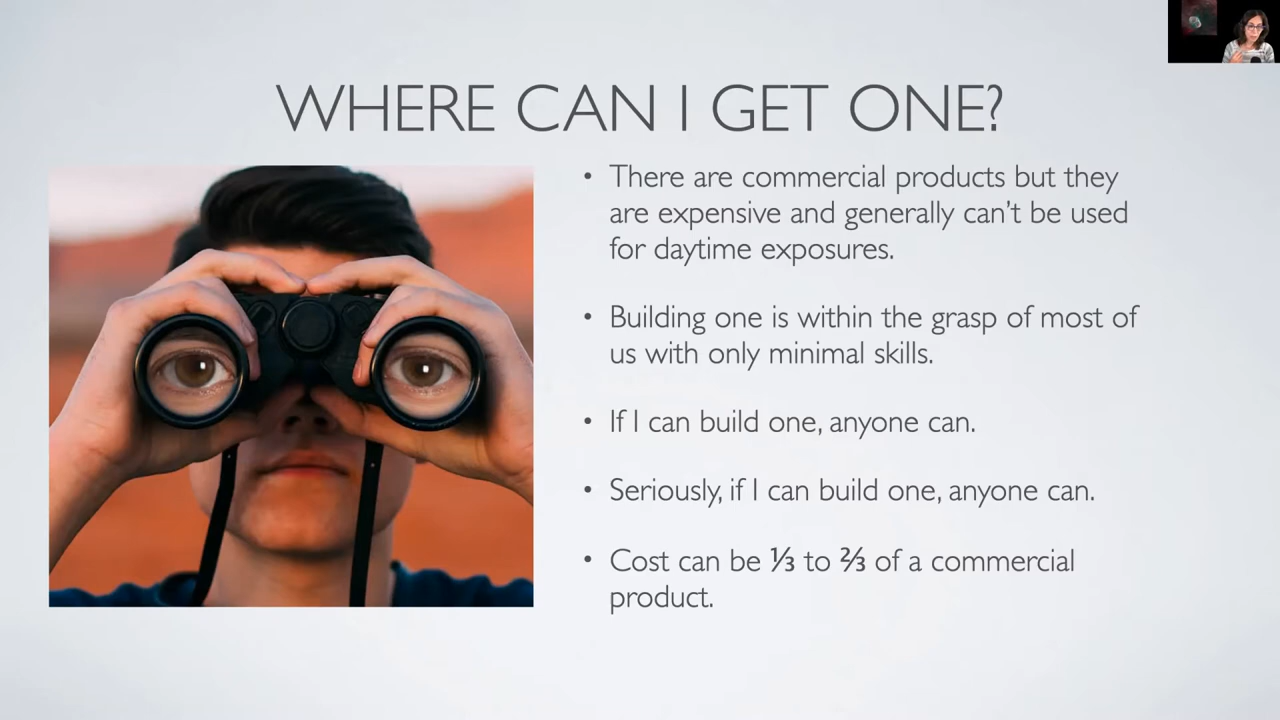 WHERE CAN I GET ONE?
• There are commercial products but they
are expensive and generally can’t be used
for daytime exposures.
• Building one is within the grasp of most of
us with only minimal skills.
• If I can build one, anyone can.
• Seriously, if I can build one, anyone can.
• Cost can be ⅓ to ⅔ of a commercial
product.